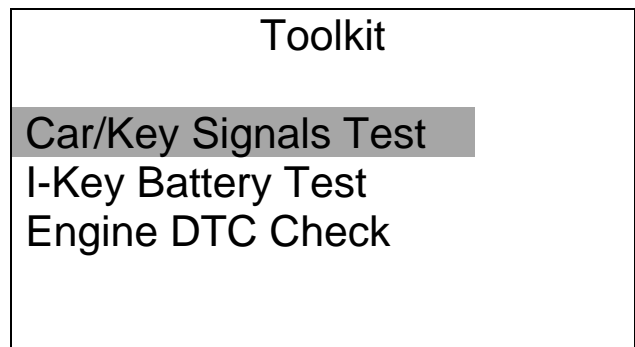 Toolkit
Car/Key Signals Test
I-Key Battery Test
Engine DTC Check